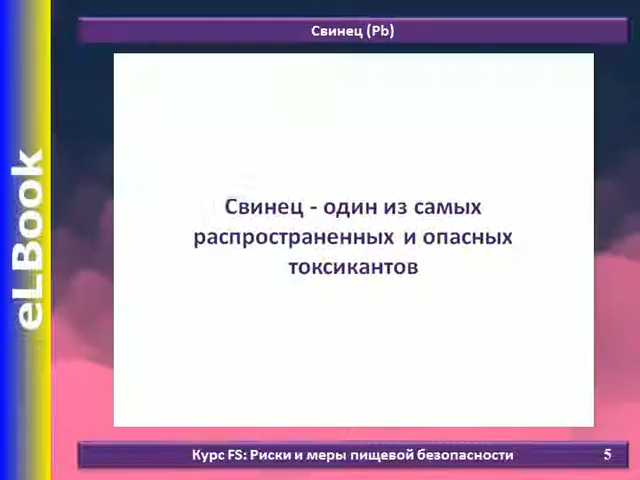 Свинец (Pb)
eLBook
Свинец - один из самых
распространенных и опасных
токсикантов
Курс FS: Риски и меры пищевой безопасности 5